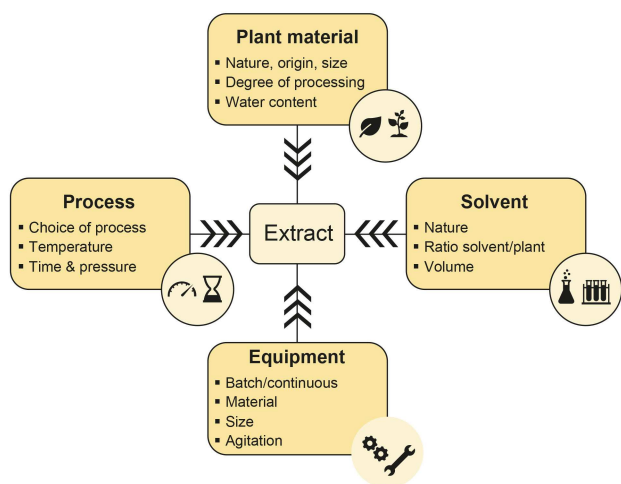 Plant material
▪ Nature, origin, size
▪ Degree of processing
▪ Water content
Process
▪ Choice of process
▪ Temperature
▪ Time & pressure
Extract
Solvent
▪ Nature
▪ Ratio solvent/plant
▪ Volume
Equipment
▪ Batch/continuous
▪ Material
▪ Size
▪ Agitation